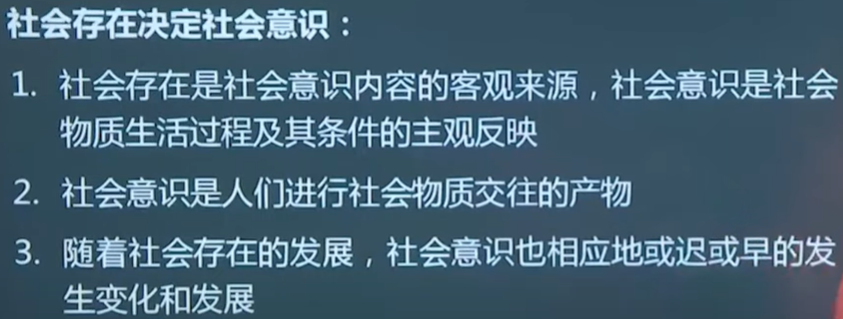 社会存在决定社会意识：
1. 社会存在是社会意识内容的客观来源，社会意识是社会
物质生活过程及其条件的主观反映
2. 社会意识是人们进行社会物质交往的产物
3. 随着社会存在的发展，社会意识也相应地或迟或早的发
生变化和发展